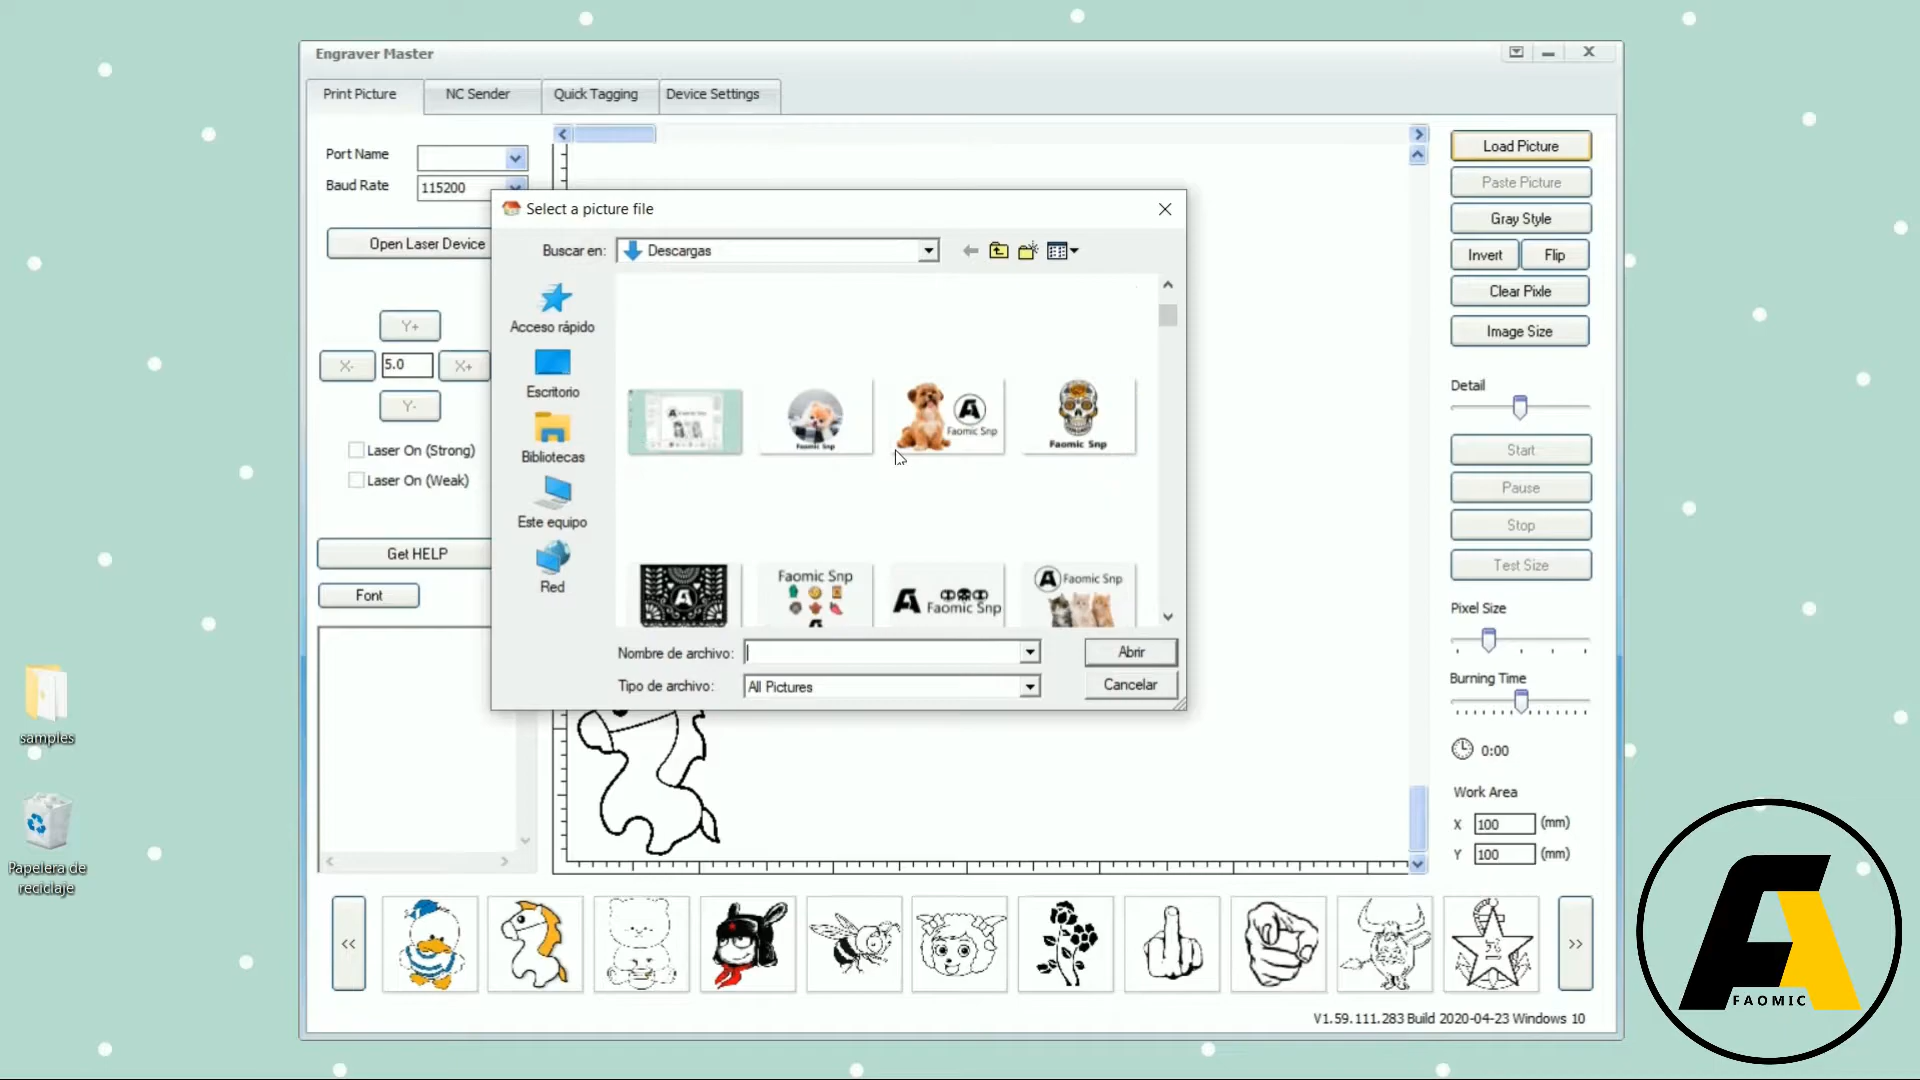 Engraver Master
Print Picture
NC Sender
Quick Tagging
Device Settings
Port Name
Baud Rate
115200
Open Laser Device
Y+
X-
5.0
X+
Y-
Laser On (Strong)
Laser On (Weak)
Get HELP
Font
Select a picture file
Buscar en:
Descargas
Acceso rápido
Escritorio
Bibliotecas
Este equipo
Red
Faomic Snp
Faomic Snp
Faomic Snp
Faomic Snp
Faomic Snp
Faomic Snp
Nombre de archivo:
Abrir
Tipo de archivo:
All Pictures
Cancelar
Load Picture
Paste Picture
Gray Style
Invert
Flip
Clear Pixle
Image Size
Detail
Start
Pause
Stop
Test Size
Pixel Size
Burning Time
0:00
Work Area
X
100
(mm)
Y
100
(mm)
<<
>>
V1.59.111.283 Build 2020-04-23 Windows 10
samples
Papelera de
reciclaje
FA
FAOMIC